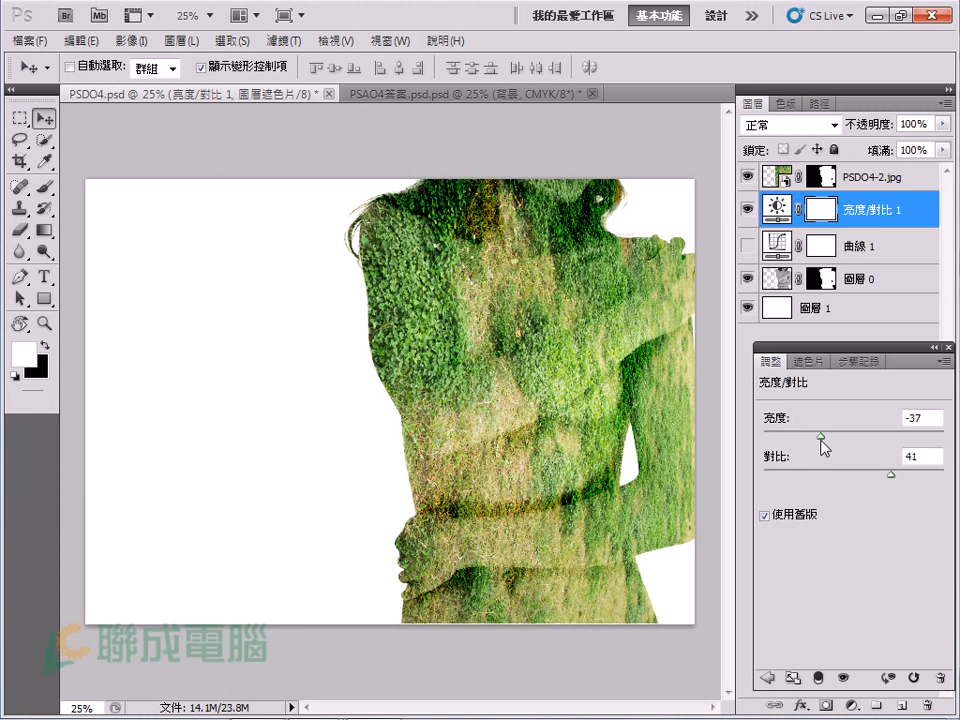 Ps Br Mb 25% 我的最愛工作區 基本功能 設計 CS Live
檔案(F) 編輯(E) 影像(I) 圖層(L) 選取(S) 濾鏡(T) 檢視(V) 視窗(W) 說明(H)
自動選取: 群組 顯示變形控制項
PSDO4.psd @ 25% (亮度/對比 1, 圖層遮色片/8) * PSAO4答案.psd.psd @ 25% (背景, CMYK/8*) *
圖層 色版 路徑
正常 不透明度: 100%
鎖定: 填滿: 100%
PSDO4-2.jpg
亮度/對比 1
曲線 1
圖層 0
圖層 1
調整 遮色片 步驟記錄
亮度/對比
亮度: -37
對比: 41
使用舊版
聯成電腦
25% 文件: 14.1M/23.8M